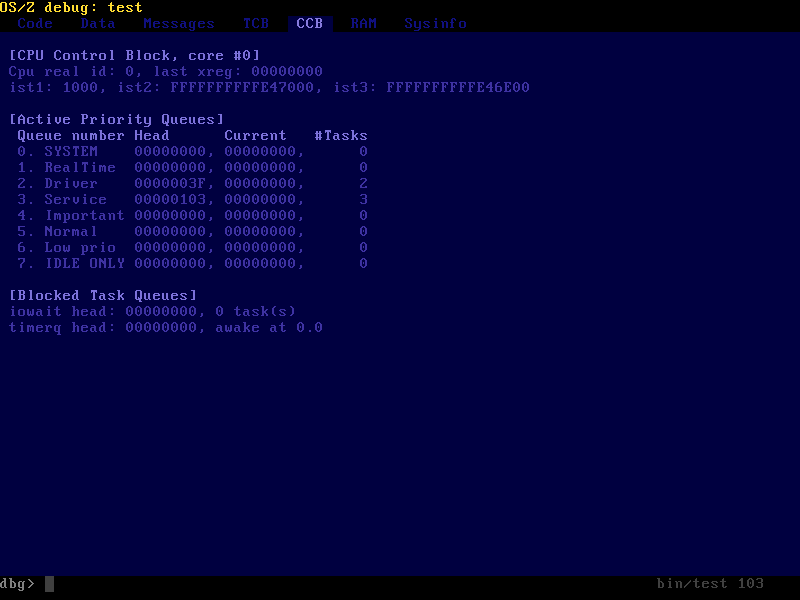 OS/Z debug: test
Code Data Messages TCB CCB RAM Sysinfo
[CPU Control Block, core #0]
Cpu real id: 0, last xreg: 00000000
ist1: 1000, ist2: FFFFFFFFFFE47000, ist3: FFFFFFFFFFE46E00
[Active Priority Queues]
Queue number Head Current #Tasks
0. SYSTEM 00000000, 00000000, 0
1. RealTime 00000000, 00000000, 0
2. Driver 0000003F, 00000000, 2
3. Service 00000103, 00000000, 3
4. Important 00000000, 00000000, 0
5. Normal 00000000, 00000000, 0
6. Low prio 00000000, 00000000, 0
7. IDLE ONLY 00000000, 00000000, 0
[Blocked Task Queues]
iowait head: 00000000, 0 task(s)
timerq head: 00000000, awake at 0.0
dbg> bin/test 103